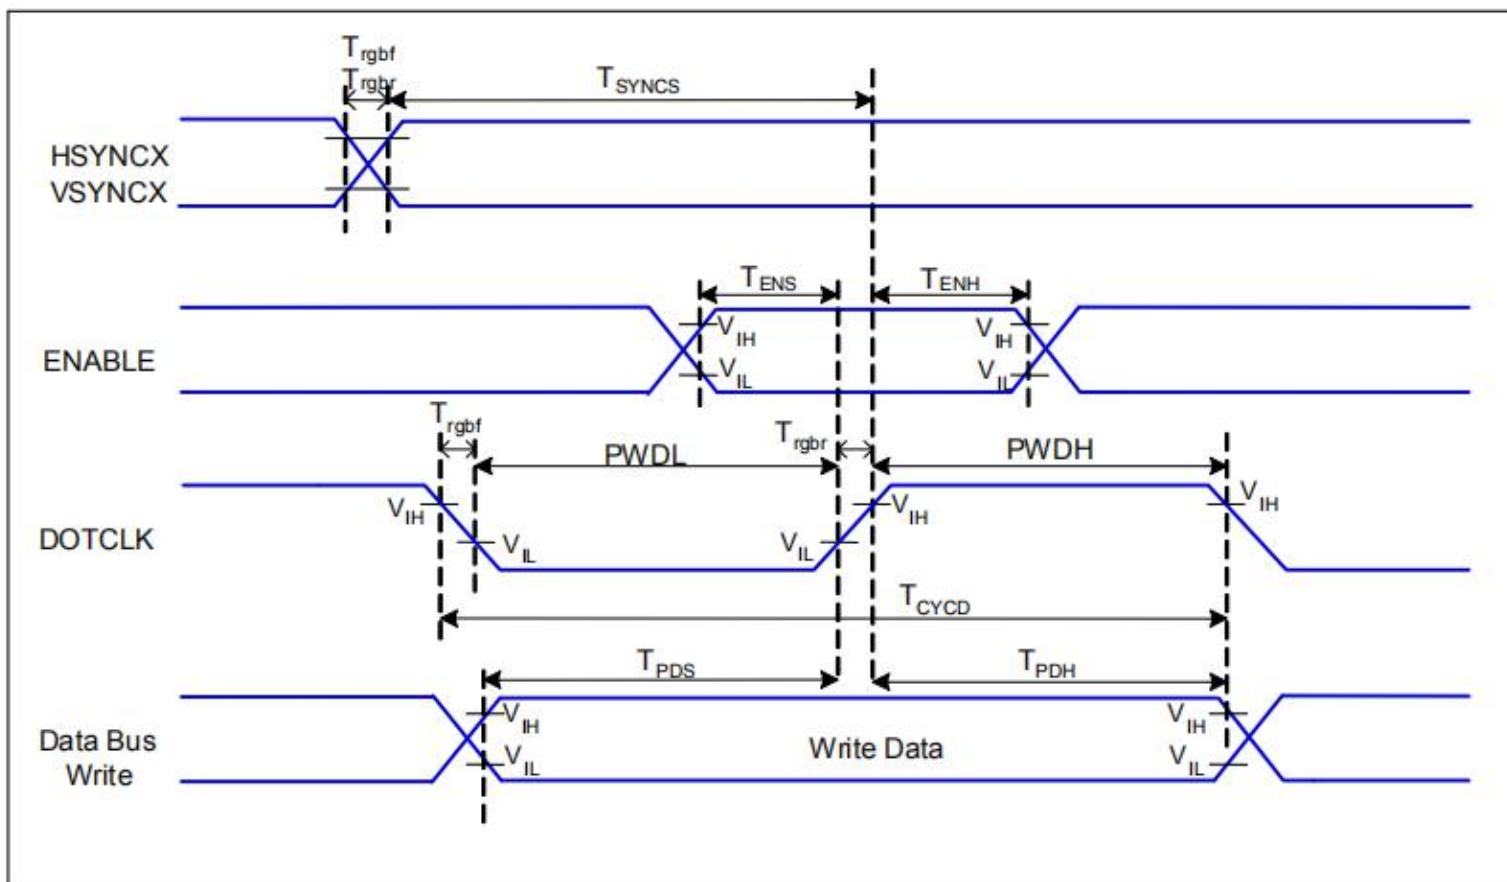 Trgbf
Trgbr
TSYNCS
HSYNCX
VSYNCX
TENS
TENH
VIH
VIH
ENABLE
VIL
VIL
Trgbf
PWDL
Trgbr
PWDH
VIH
VIH
VIH
DOTCLK
VIL
VIL
TCYCD
TPDS
TPDH
VIH
VIH
Data Bus
Write
Write Data
VIL
VIL